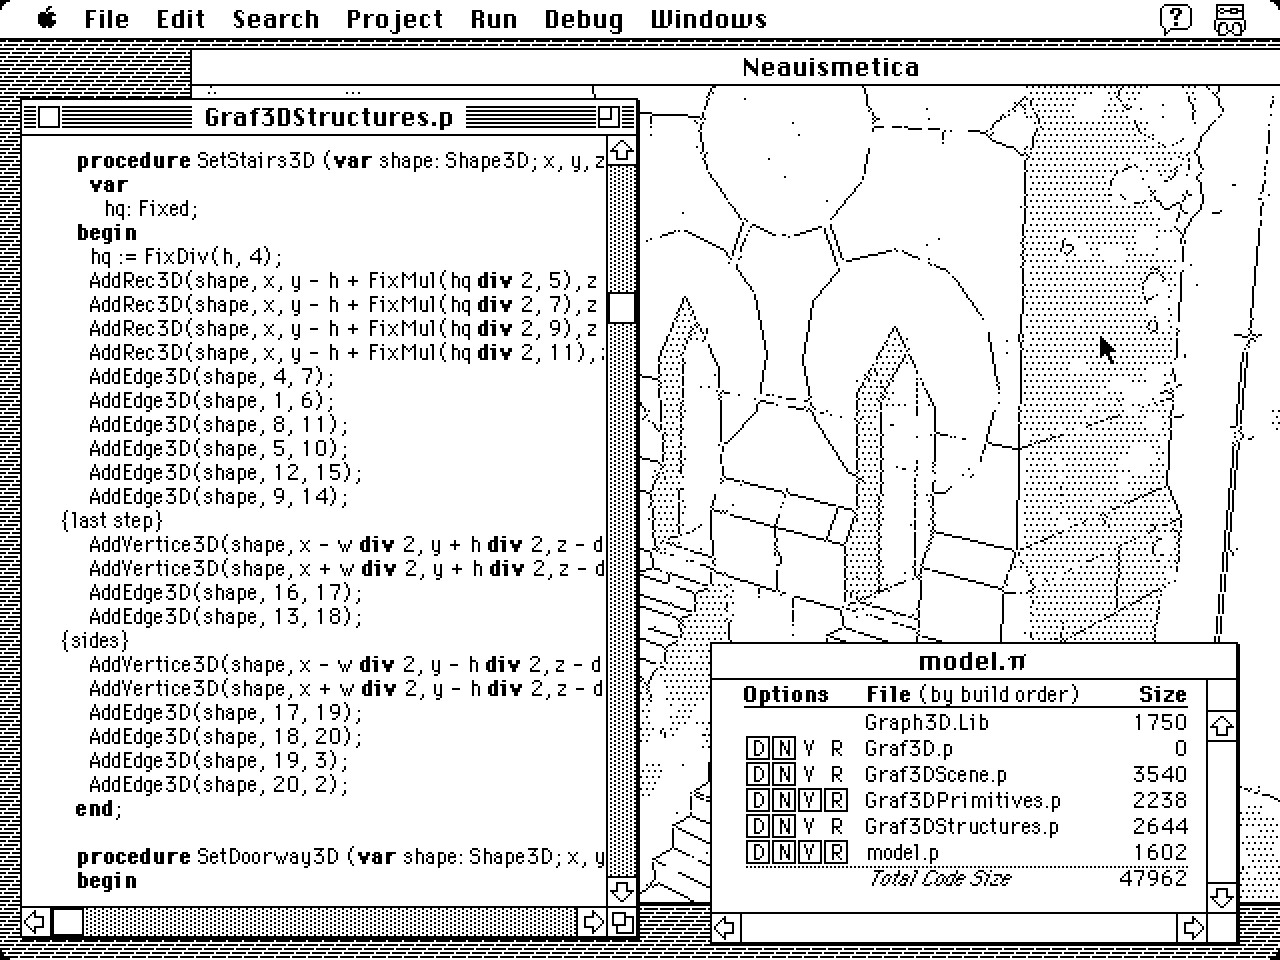 File Edit Search Project Run Debug Windows
Neauismetica
Graf3DStructures.p
procedure SetStairs3D (var shape: Shape3D; x, y, z
var
hq: Fixed;
begin
hq := FixDiv(h, 4);
AddRec3D(shape, x, y - h + FixMul(hq div 2, 5), z
AddRec3D(shape, x, y - h + FixMul(hq div 2, 7), z
AddRec3D(shape, x, y - h + FixMul(hq div 2, 9), z
AddRec3D(shape, x, y - h + FixMul(hq div 2, 11),
AddEdge3D(shape, 4, 7);
AddEdge3D(shape, 1, 6);
AddEdge3D(shape, 8, 11);
AddEdge3D(shape, 5, 10);
AddEdge3D(shape, 12, 15);
AddEdge3D(shape, 9, 14);
{last step}
AddVertice3D(shape, x - w div 2, y + h div 2, z - d
AddVertice3D(shape, x + w div 2, y + h div 2, z - d
AddEdge3D(shape, 16, 17);
AddEdge3D(shape, 13, 18);
{sides}
AddVertice3D(shape, x - w div 2, y - h div 2, z - d
AddVertice3D(shape, x + w div 2, y - h div 2, z - d
AddEdge3D(shape, 17, 19);
AddEdge3D(shape, 18, 20);
AddEdge3D(shape, 19, 3);
AddEdge3D(shape, 20, 2);
end;
procedure SetDoorway3D (var shape: Shape3D; x, y
begin
model.π
Options File (by build order) Size
Graph3D.Lib 1750
D N V R Graf3D.p 0
D N V R Graf3DScene.p 3540
D N V R Graf3DPrimitives.p 2238
D N V R Graf3DStructures.p 2644
D N V R model.p 1602
Total Code Size 47962